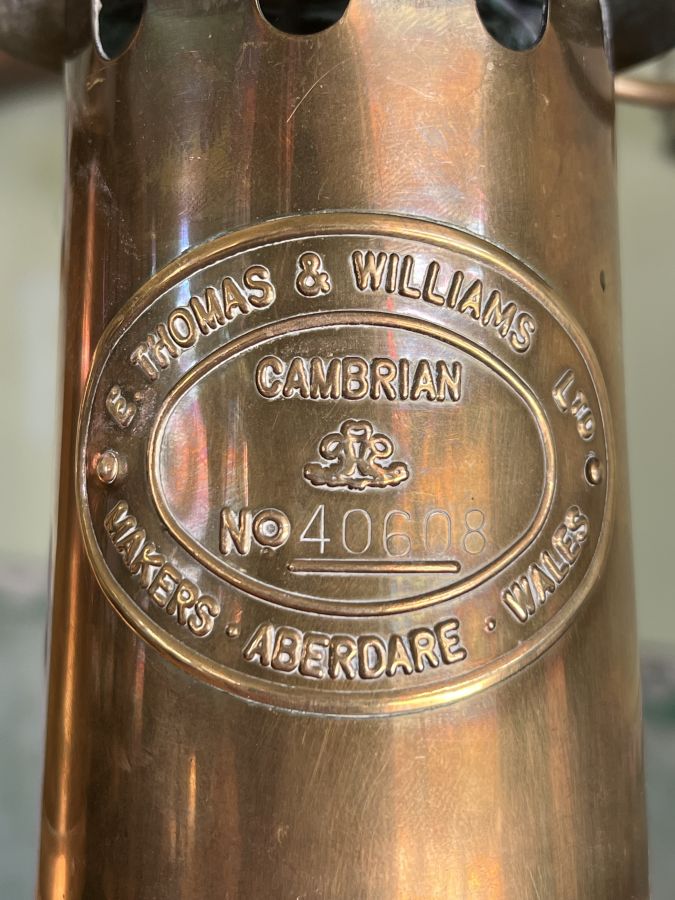 E. THOMAS & WILLIAMS LTD
CAMBRIAN
NO 40608
MAKERS · ABERDARE · WALES